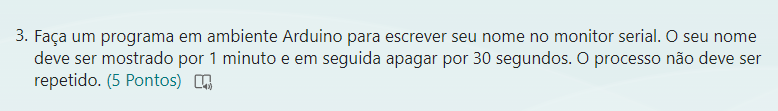 3. Faça um programa em ambiente Arduino para escrever seu nome no monitor serial. O seu nome
deve ser mostrado por 1 minuto e em seguida apagar por 30 segundos. O processo não deve ser
repetido. (5 Pontos)